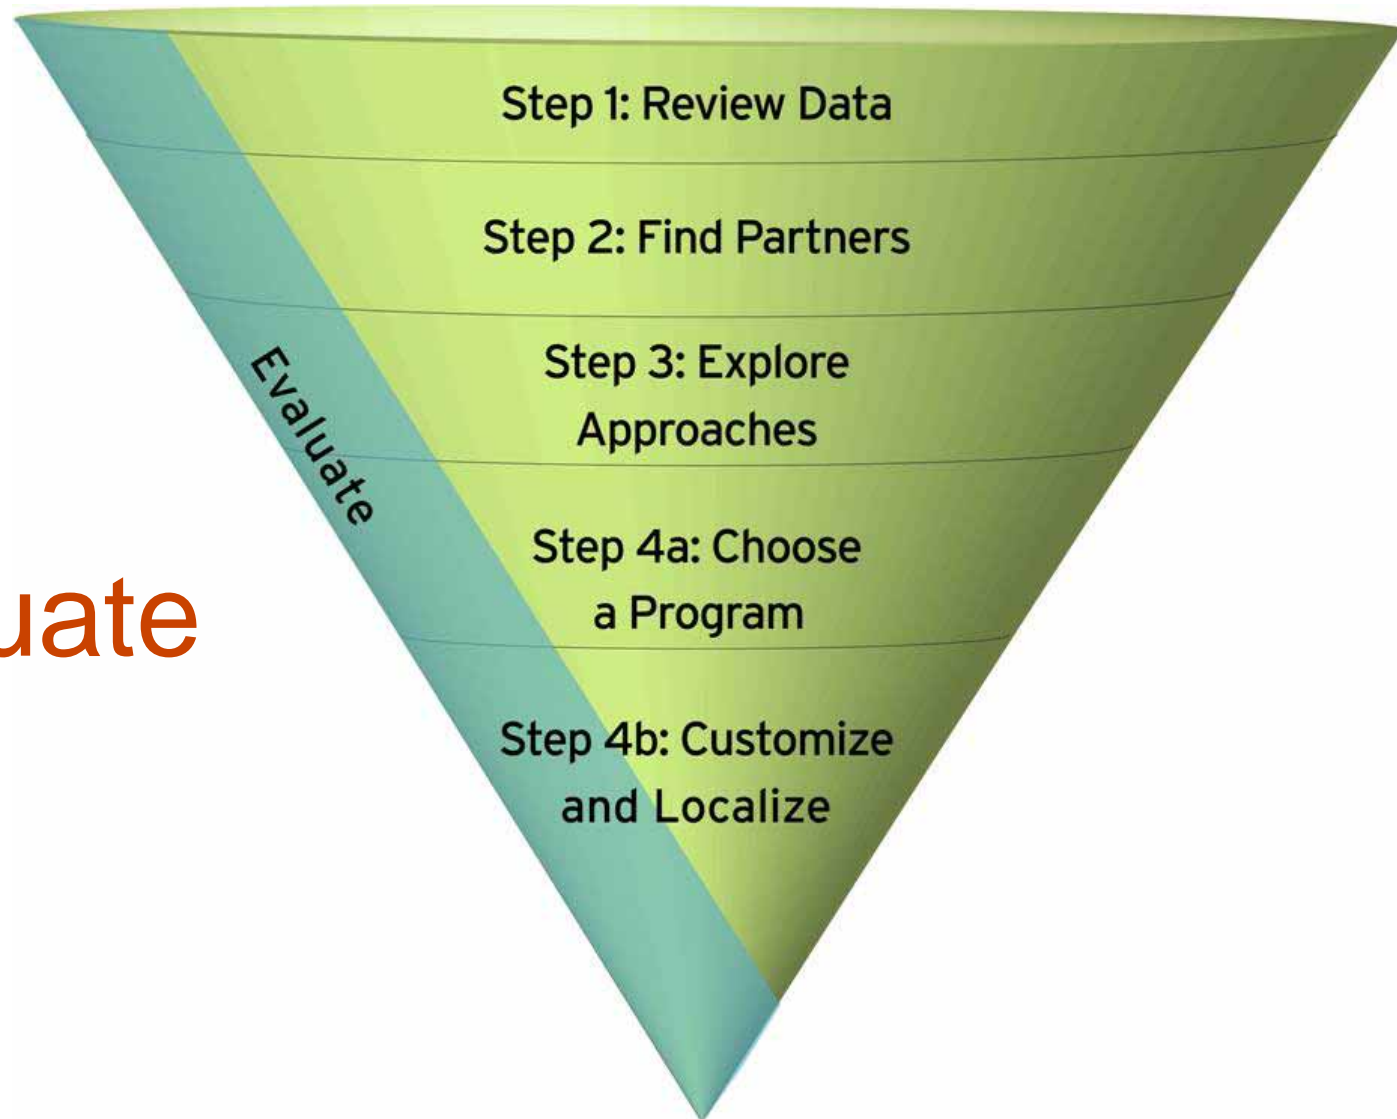 Step 1: Review Data
Step 2: Find Partners
Step 3: Explore
Approaches
Evaluate
Step 4a: Choose
a Program
uate
Step 4b: Customize
and Localize